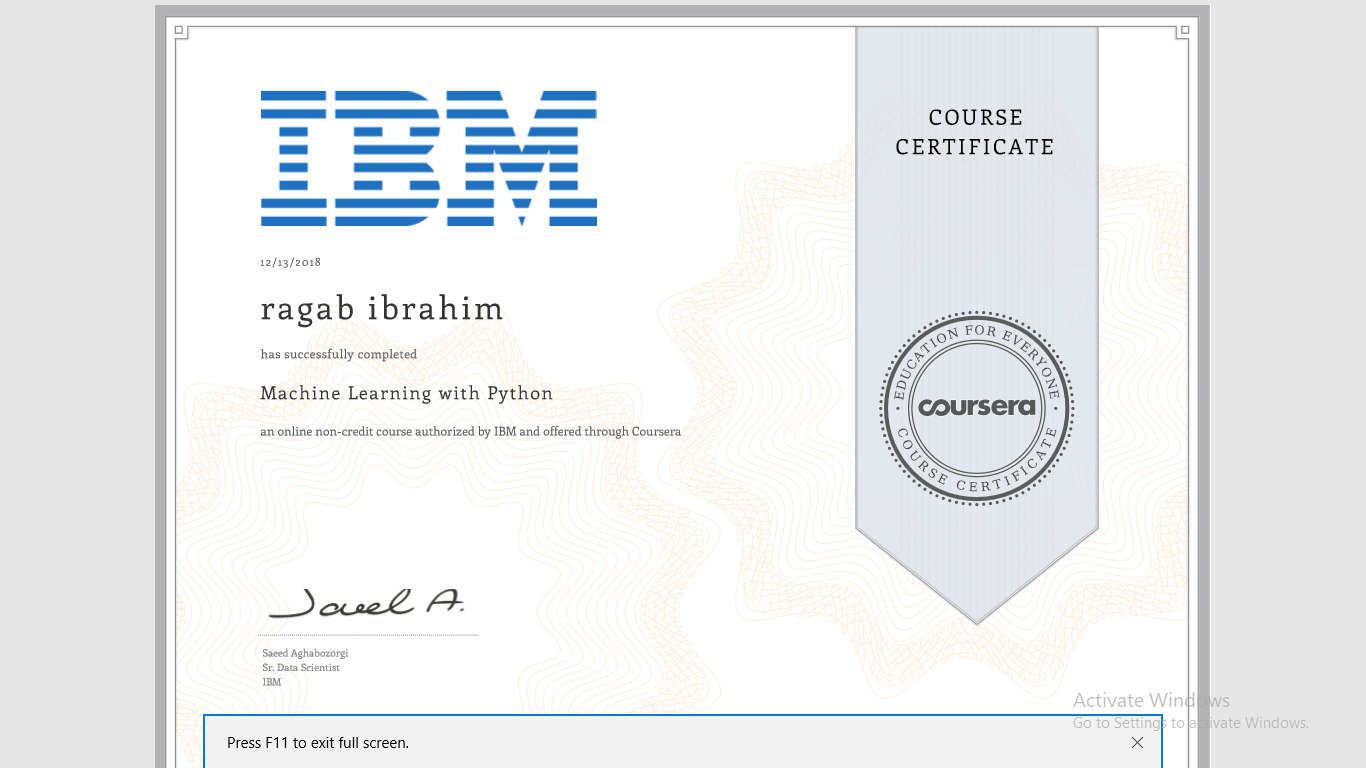 IBM
12/13/2018
ragab ibrahim
has successfully completed
Machine Learning with Python
an online non-credit course authorized by IBM and offered through Coursera
Saeed Aghabozorgi
Sr. Data Scientist
IBM
COURSE
CERTIFICATE
EDUCATION FOR EVERYONE
coursera
COURSE CERTIFICATE
Activate Windows
Go to Settings to activate Windows.
Press F11 to exit full screen.